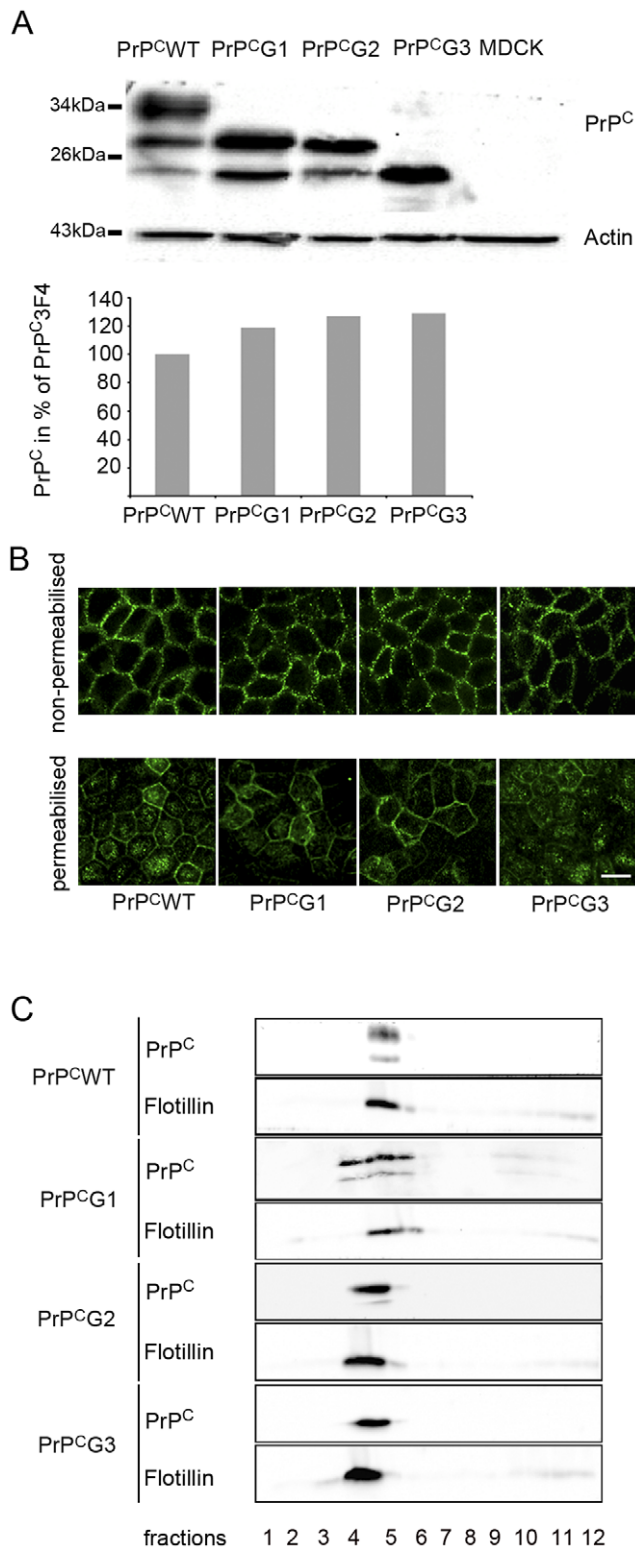 A
PrPᶜWT PrPᶜG1 PrPᶜG2 PrPᶜG3 MDCK
34kDa
PrPᶜ
26kDa
43kDa
Actin
PrPᶜ in % of PrPᶜ3F4
140
120
100
80
60
40
20
PrPᶜWT PrPᶜG1 PrPᶜG2 PrPᶜG3
B
non-permeabilised
permeabilised
PrPᶜWT PrPᶜG1 PrPᶜG2 PrPᶜG3
C
PrPᶜWT
PrPᶜ
Flotillin
PrPᶜG1
PrPᶜ
Flotillin
PrPᶜG2
PrPᶜ
Flotillin
PrPᶜG3
PrPᶜ
Flotillin
fractions 1 2 3 4 5 6 7 8 9 10 11 12